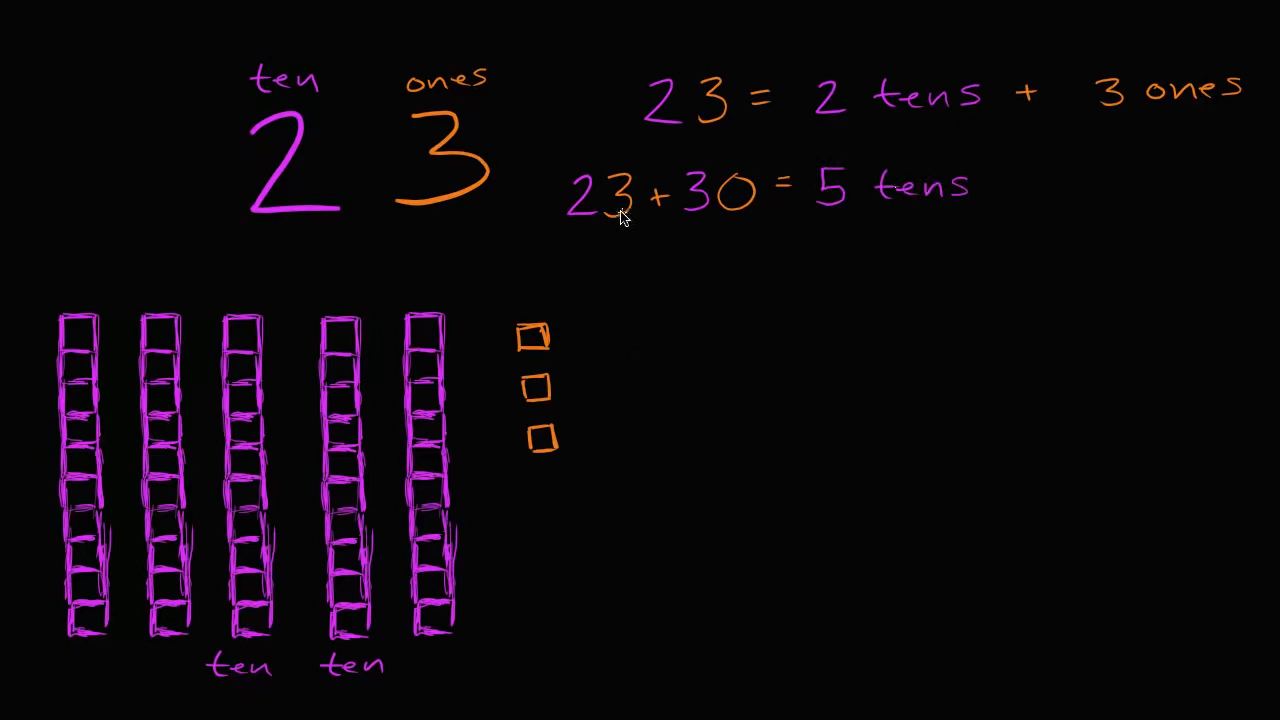 ten ones
2 3
23 = 2 tens + 3 ones
23 + 30 = 5 tens
ten ten